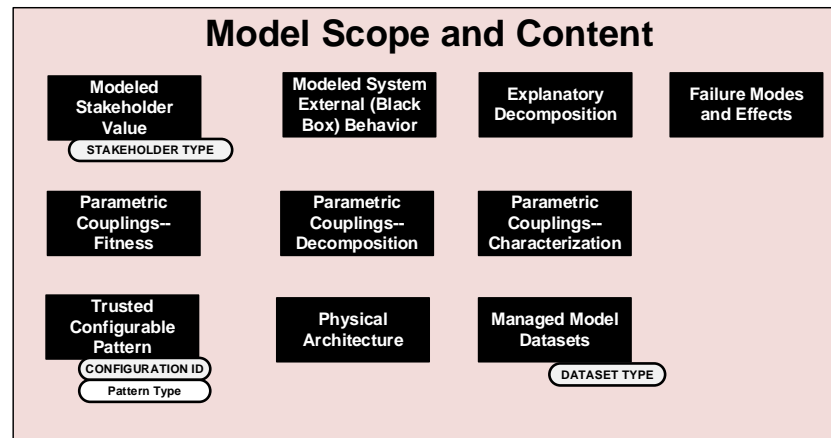 Model Scope and Content
Modeled
Stakeholder
Value
STAKEHOLDER TYPE
Modeled System
External (Black
Box) Behavior
Explanatory
Decomposition
Failure Modes
and Effects
Parametric
Couplings--
Fitness
Parametric
Couplings--
Decomposition
Parametric
Couplings--
Characterization
Trusted
Configurable
Pattern
CONFIGURATION ID
Pattern Type
Physical
Architecture
Managed Model
Datasets
DATASET TYPE